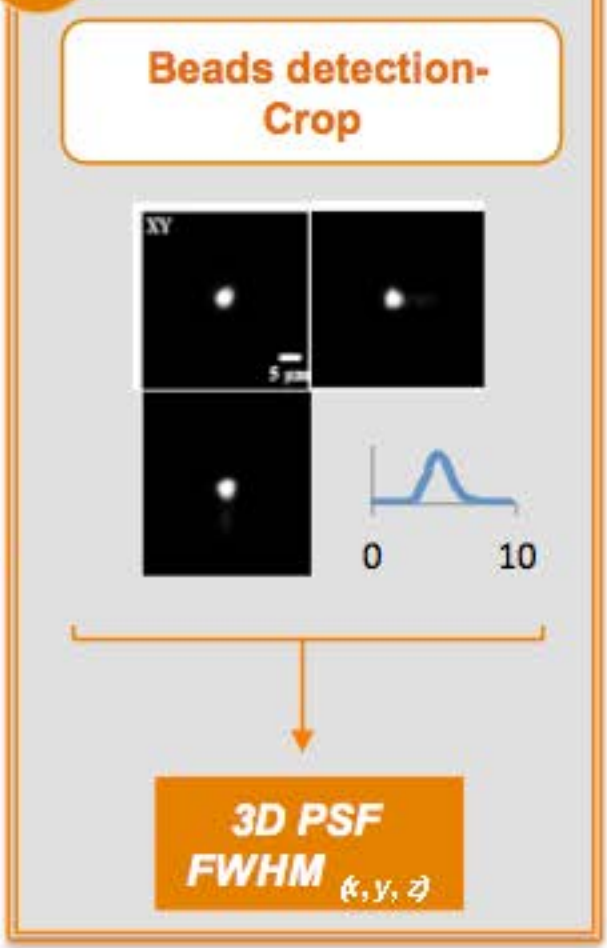 Beads detection-
Crop
XY
5 µm
0 10
3D PSF
FWHM (x, y, z)